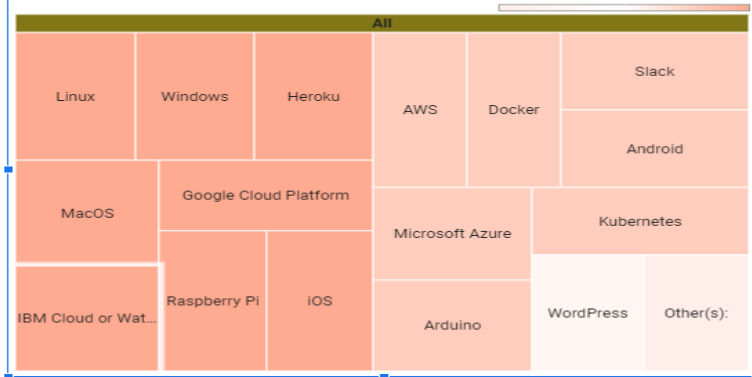 All
Linux
Windows
Heroku
AWS
Docker
Slack
Android
MacOS
Google Cloud Platform
Microsoft Azure
Kubernetes
IBM Cloud or Wat...
Raspberry Pi
iOS
Arduino
WordPress
Other(s):